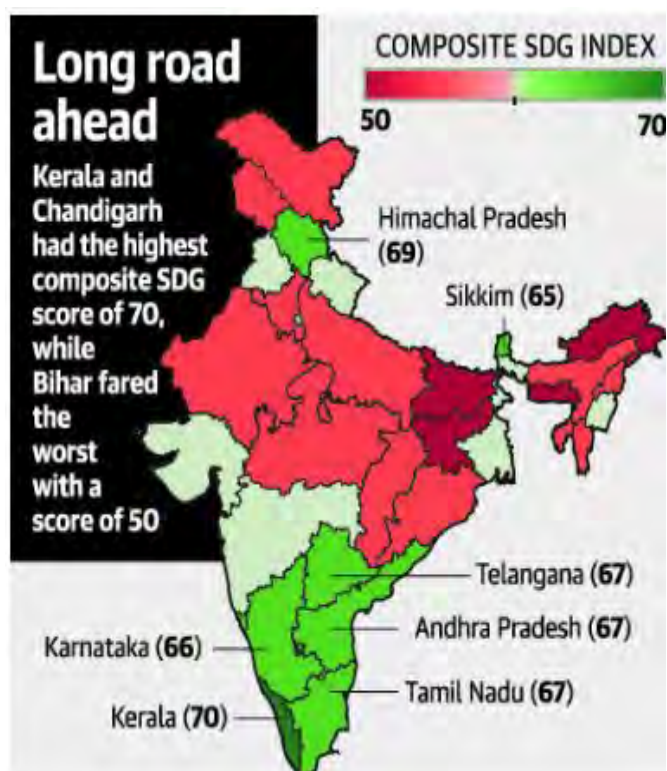 Long road
ahead
Kerala and
Chandigarh
had the highest
composite SDG
score of 70,
while
Bihar fared
the
worst
with a
score of 50
COMPOSITE SDG INDEX
50
70
Himachal Pradesh
(69)
Sikkim (65)
Telangana (67)
Andhra Pradesh (67)
Karnataka (66)
Tamil Nadu (67)
Kerala (70)